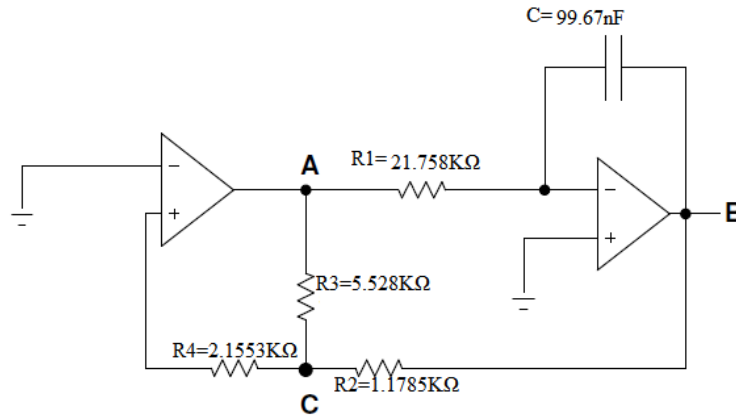 C= 99.67nF
R1= 21.758KΩ
A
−
+
−
+
B
R3=5.528KΩ
R4=2.1553KΩ
R2=1.1785KΩ
C